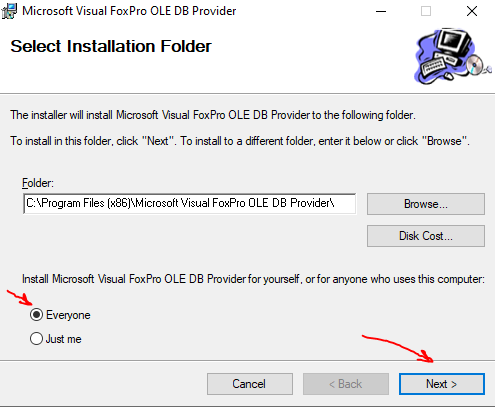 Microsoft Visual FoxPro OLE DB Provider
Select Installation Folder
The installer will install Microsoft Visual FoxPro OLE DB Provider to the following folder.
To install in this folder, click "Next". To install to a different folder, enter it below or click "Browse".
Folder:
C:\Program Files (x86)\Microsoft Visual FoxPro OLE DB Provider\
Browse...
Disk Cost...
Install Microsoft Visual FoxPro OLE DB Provider for yourself, or for anyone who uses this computer:
Everyone
Just me
Cancel
< Back
Next >